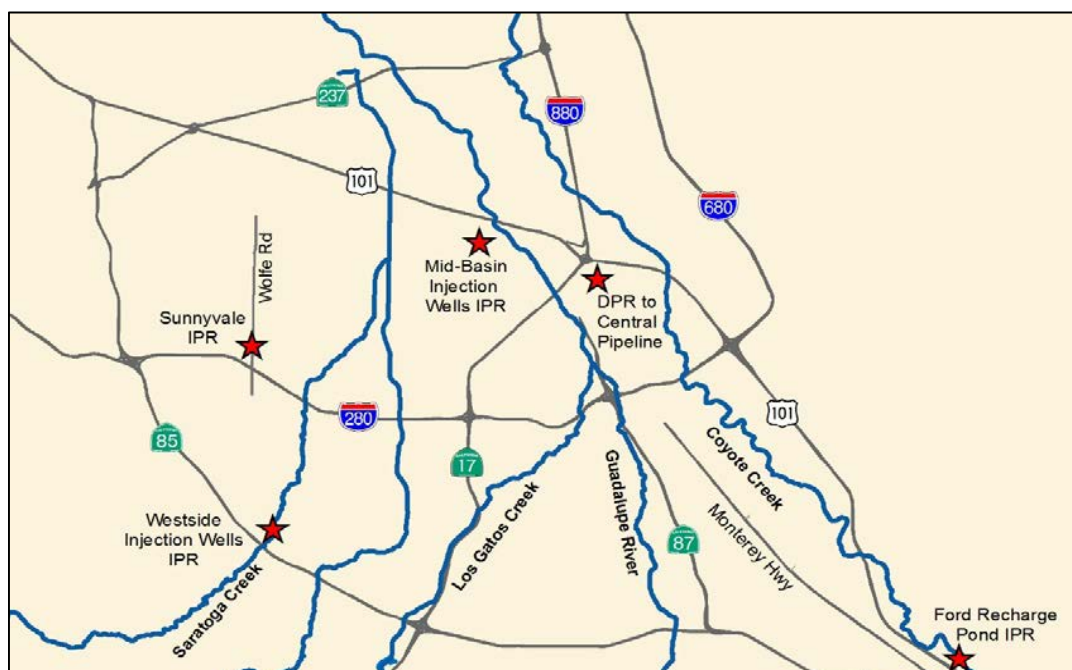 237
880
101
680
Wolfe Rd
Mid-Basin
Injection
Wells IPR
DPR to
Central
Pipeline
Sunnyvale
IPR
280
101
85
17
Coyote Creek
Guadalupe River
Los Gatos Creek
Monterey Hwy
87
Westside
Injection Wells
IPR
Saratoga Creek
Ford Recharge
Pond IPR